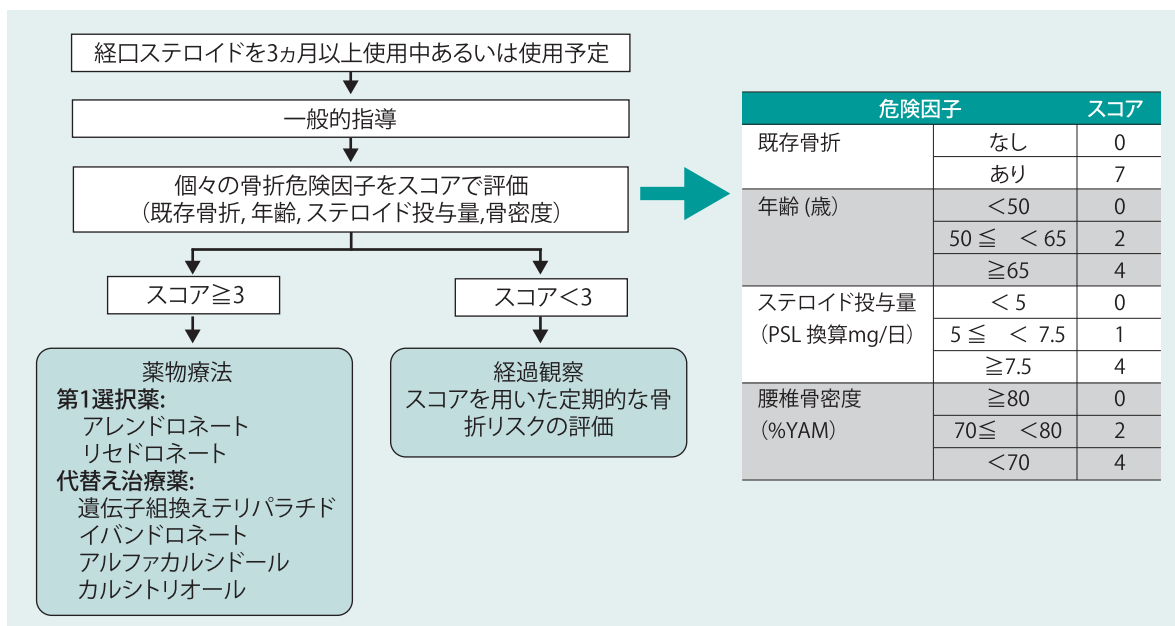 経口ステロイドを3ヵ月以上使用中あるいは使用予定
一般的指導
個々の骨折危険因子をスコアで評価
（既存骨折, 年齢, ステロイド投与量,骨密度）
スコア≧3
スコア＜3
薬物療法
第1選択薬:
アレンドロネート
リセドロネート
代替え治療薬:
遺伝子組換えテリパラチド
イバンドロネート
アルファカルシドール
カルシトリオール
経過観察
スコアを用いた定期的な骨
折リスクの評価
危険因子 スコア
既存骨折 なし 0
あり 7
年齢 (歳) ＜50 0
50 ≦ ＜ 65 2
≧65 4
ステロイド投与量 ＜ 5 0
（PSL 換算mg/日） 5 ≦ ＜ 7.5 1
≧7.5 4
腰椎骨密度 ≧80 0
（%YAM） 70≦ ＜80 2
＜70 4